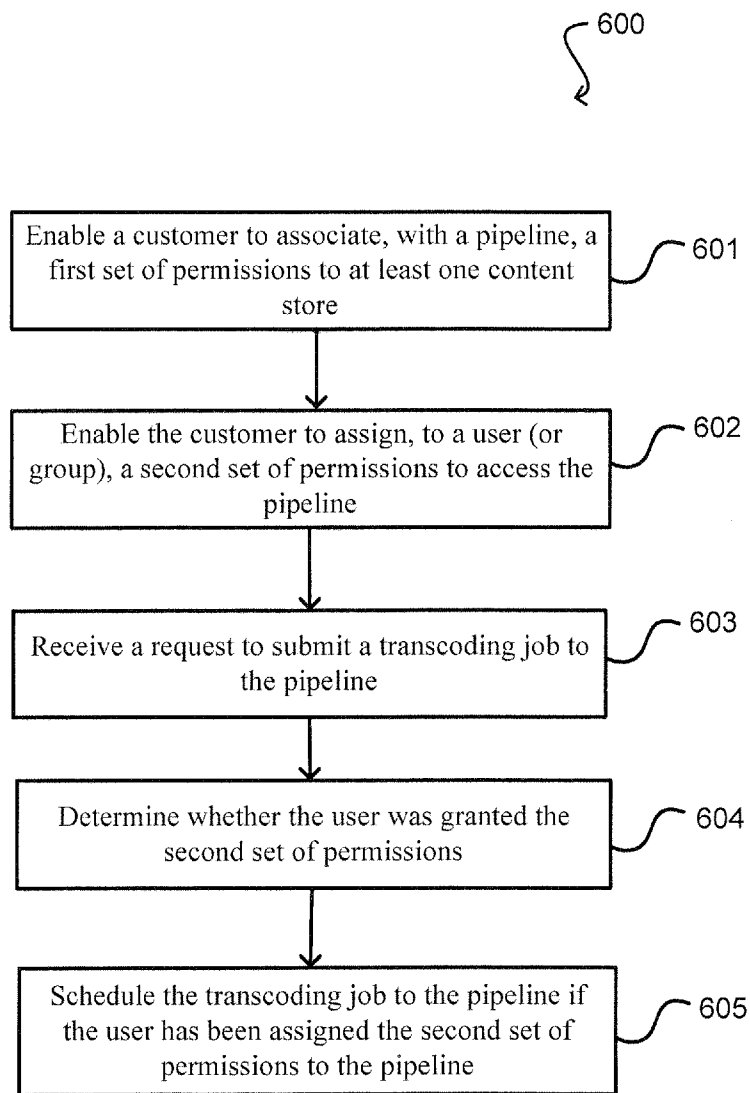 600
Enable a customer to associate, with a pipeline, a
first set of permissions to at least one content
store
601
Enable the customer to assign, to a user (or
group), a second set of permissions to access the
pipeline
602
Receive a request to submit a transcoding job to
the pipeline
603
Determine whether the user was granted the
second set of permissions
604
Schedule the transcoding job to the pipeline if
the user has been assigned the second set of
permissions to the pipeline
605